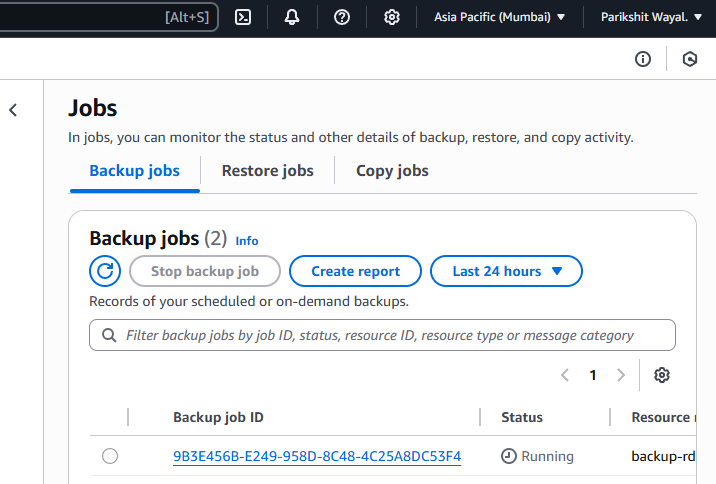 [Alt+S] Asia Pacific (Mumbai) Parikshit Wayal.
Jobs
In jobs, you can monitor the status and other details of backup, restore, and copy activity.
Backup jobs Restore jobs Copy jobs
Backup jobs (2) Info
Stop backup job Create report Last 24 hours
Records of your scheduled or on-demand backups.
Filter backup jobs by job ID, status, resource ID, resource type or message category
1
Backup job ID Status Resource
9B3E456B-E249-958D-8C48-4C25A8DC53F4 Running backup-rd